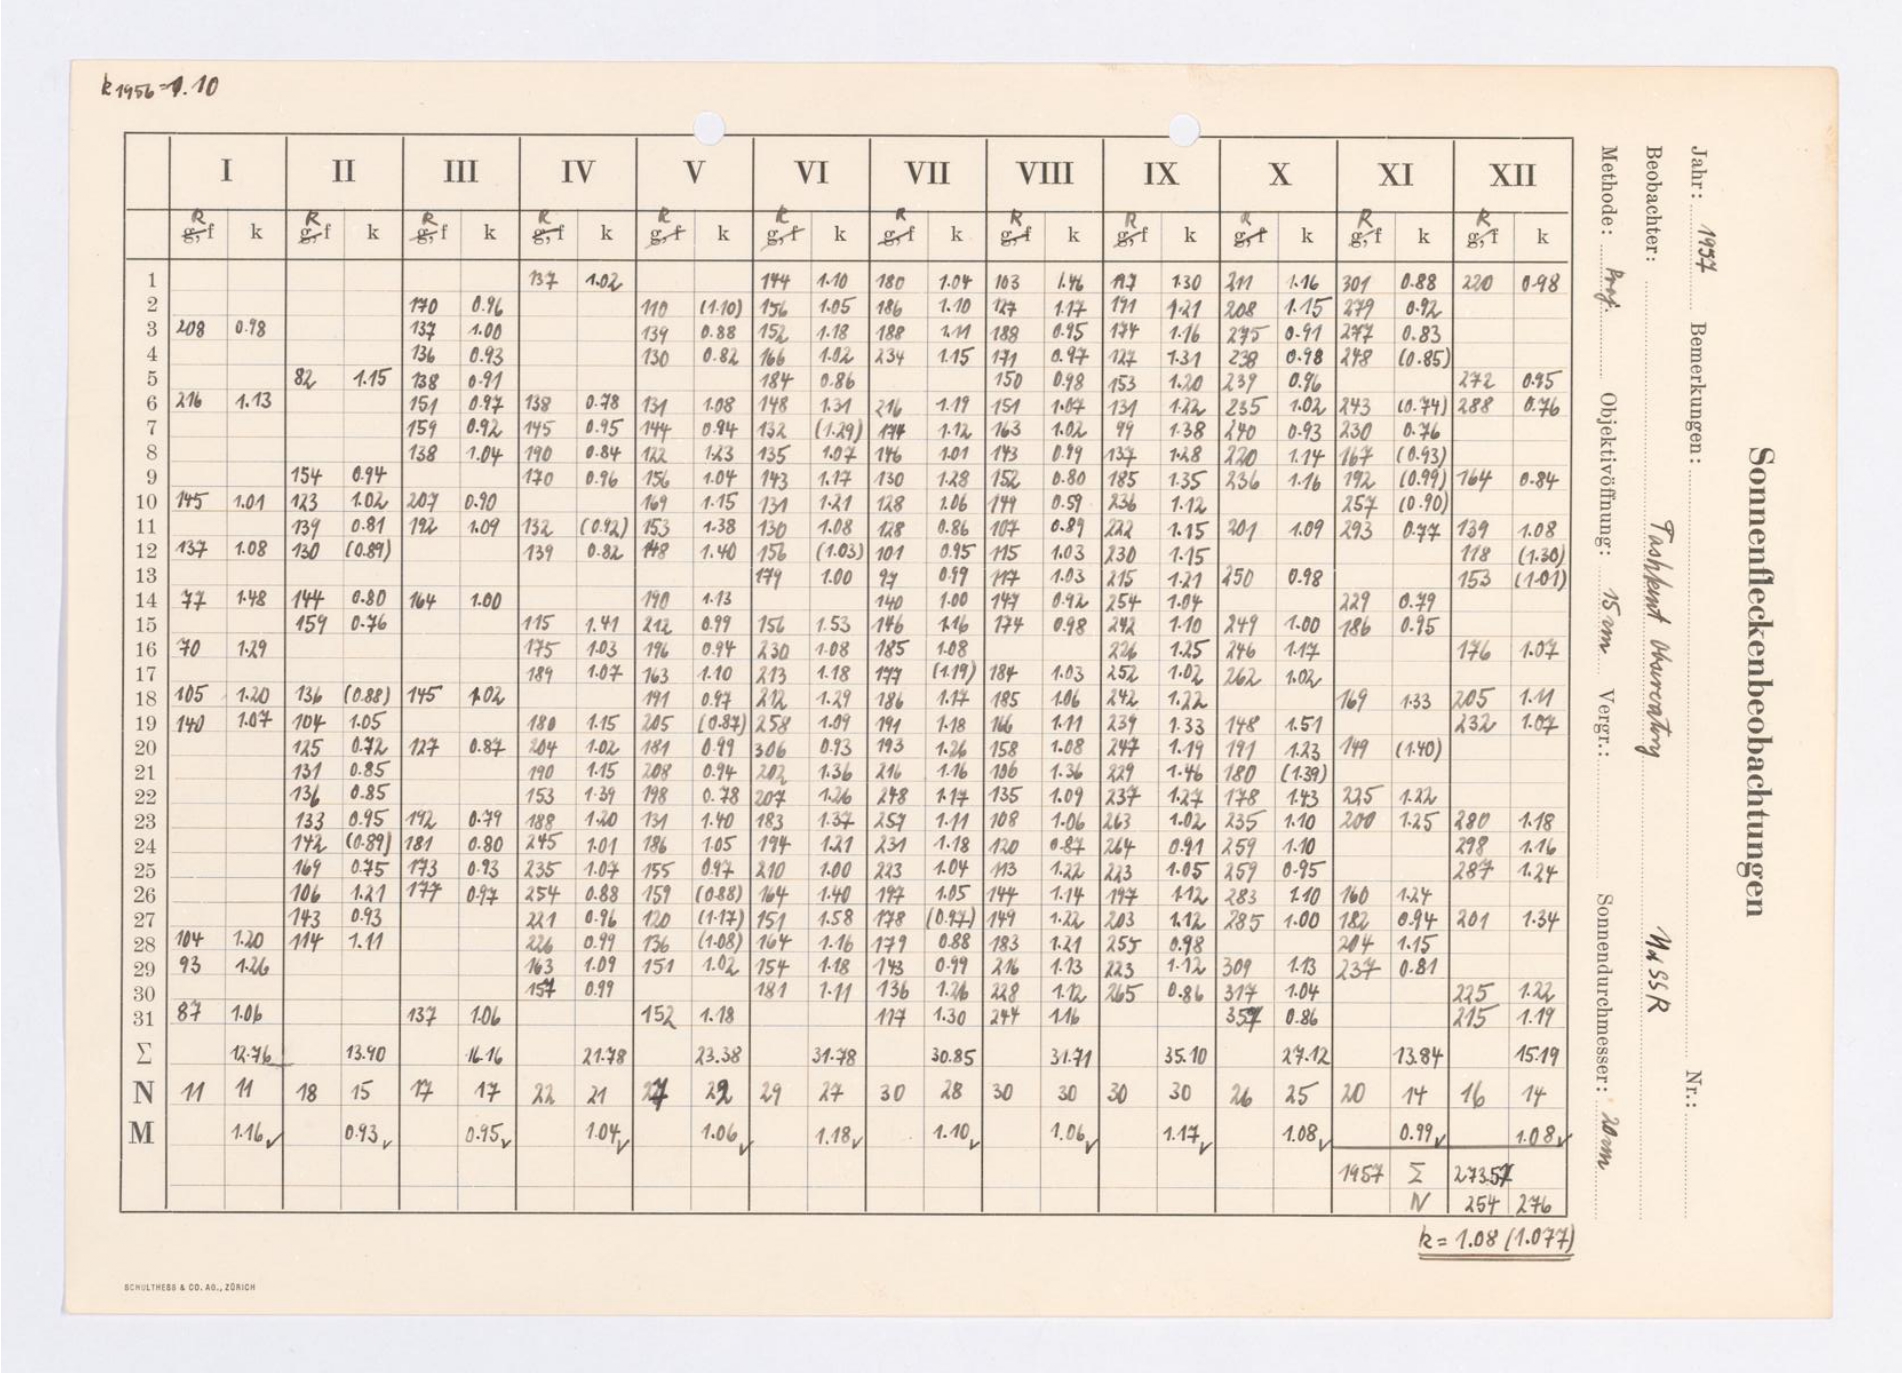 k 1956 = 1.10
I II III IV V VI VII VIII IX X XI XII
R g, f k R g, f k R g, f k R g, f k R g, f k R g, f k R g, f k R g, f k R g, f k R g, f k R g, f k R g, f k
1 137 1.02 144 1.10 180 1.04 103 1.46 1.30 211 1.16 301 0.88 220 0.98
2 170 0.96 110 (1.10) 156 1.05 186 1.10 127 1.17 191 1.21 208 1.15 279 0.92
3 208 0.98 137 1.00 139 0.88 152 1.18 188 1.11 188 0.95 174 1.16 275 0.91 277 0.83
4 136 0.93 130 0.82 166 1.02 234 1.15 171 0.97 127 1.31 238 0.98 248 (0.85)
5 82 1.15 138 0.91 184 0.86 150 0.98 153 1.20 239 0.96 272 0.95
6 216 1.13 151 0.97 138 0.78 131 1.08 148 1.31 216 1.19 151 1.07 131 1.22 235 1.02 243 (0.74) 288 0.76
7 159 0.92 145 0.95 144 0.94 132 (1.29) 174 1.12 163 1.02 99 1.38 240 0.93 230 0.76
8 138 1.04 190 0.84 122 1.23 135 1.07 146 1.01 143 0.99 137 1.28 220 1.14 167 (0.93)
9 154 0.94 170 0.96 156 1.04 143 1.17 130 1.28 152 0.80 185 1.35 236 1.16 192 (0.99) 164 0.84
10 145 1.01 123 1.02 207 0.90 169 1.15 131 1.21 128 1.06 149 0.59 236 1.12 257 (0.90)
11 139 0.81 192 1.09 132 (0.92) 153 1.38 130 1.08 128 0.86 107 0.89 222 1.15 201 1.09 293 0.77 139 1.08
12 137 1.08 130 (0.89) 139 0.82 148 1.40 156 (1.03) 101 0.95 115 1.03 230 1.15 118 (1.30)
13 179 1.00 97 0.99 117 1.03 215 1.21 250 0.98 153 (1.01)
14 77 1.48 144 0.80 164 1.00 190 1.13 140 1.00 147 0.92 254 1.04 229 0.79
15 159 0.76 115 1.41 212 0.99 156 1.53 146 1.16 174 0.98 242 1.10 249 1.00 186 0.95
16 70 1.29 175 1.03 196 0.94 230 1.08 185 1.08 226 1.25 246 1.17 176 1.07
17 189 1.07 163 1.10 213 1.18 177 (1.19) 184 1.03 252 1.02 262 1.02
18 105 1.20 136 (0.88) 145 1.02 191 0.97 212 1.29 186 1.17 185 1.06 242 1.22 169 1.33 205 1.11
19 140 1.07 104 1.05 180 1.15 205 (0.87) 258 1.09 191 1.18 166 1.11 239 1.33 148 1.51 232 1.07
20 125 0.72 127 0.87 204 1.02 181 0.99 306 0.93 193 1.26 158 1.08 247 1.19 191 1.23 149 (1.40)
21 131 0.85 190 1.15 208 0.94 202 1.36 216 1.16 106 1.36 229 1.46 180 (1.39)
22 136 0.85 153 1.39 198 0.78 207 1.26 248 1.17 135 1.09 237 1.27 178 1.43 225 1.22
23 133 0.95 192 0.79 188 1.20 131 1.40 183 1.37 257 1.11 108 1.06 263 1.02 235 1.10 200 1.25 280 1.18
24 142 (0.89) 181 0.80 245 1.01 186 1.05 194 1.21 231 1.18 120 0.87 264 0.91 259 1.10 298 1.16
25 169 0.75 173 0.93 235 1.07 155 0.97 210 1.00 223 1.04 113 1.22 223 1.05 259 0.95 287 1.24
26 106 1.21 177 0.97 254 0.88 159 (0.88) 164 1.40 197 1.05 144 1.14 197 1.12 283 1.10 160 1.24
27 143 0.93 221 0.96 120 (1.17) 151 1.58 178 (0.97) 149 1.22 203 1.12 285 1.00 182 0.94 201 1.34
28 104 1.20 114 1.11 226 0.99 136 (1.08) 164 1.16 179 0.88 183 1.21 255 0.98 204 1.15
29 93 1.26 163 1.09 151 1.02 154 1.18 143 0.99 216 1.13 223 1.12 309 1.13 237 0.81
30 157 0.99 181 1.11 136 1.26 228 1.12 265 0.86 317 1.04 225 1.22
31 87 1.06 137 1.06 152 1.18 117 1.30 244 1.16 357 0.86 215 1.19
Σ 12.76 13.90 16.16 21.78 23.38 31.78 30.85 31.71 35.10 27.12 13.84 15.19
N 11 11 18 15 17 17 22 21 27 22 29 27 30 28 30 30 30 30 26 25 20 14 16 14
M 1.16 0.93 0.95 1.04 1.06 1.18 1.10 1.06 1.17 1.08 0.99 1.08
1957 Σ 273.57
N 254 276
k = 1.08 (1.077)
SCHULTHESS & CO. AG., ZÜRICH
Sonnenfleckenbeobachtungen
Jahr: 1957 Bemerkungen: Nr.:
Beobachter: Tashkent Observatory UdSSR
Methode: Proj. Objektivöffnung: 15 cm Vergr.: Sonnendurchmesser: 20 cm